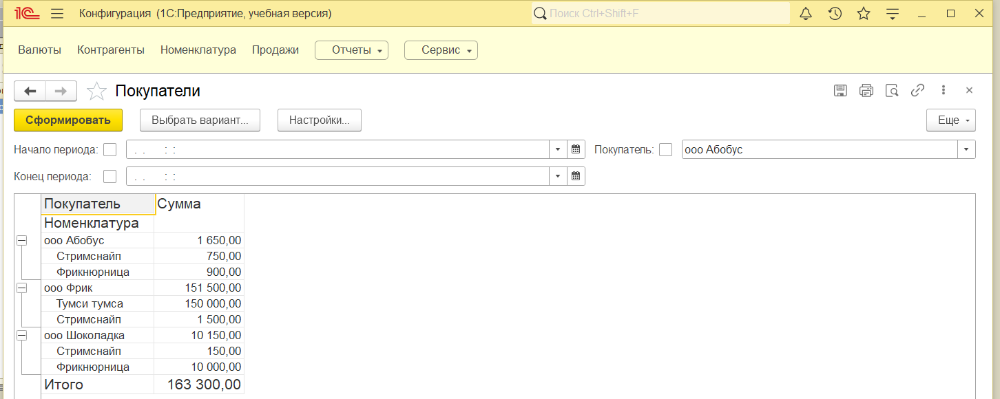 1С Конфигурация (1С:Предприятие, учебная версия) Поиск Ctrl+Shift+F
Валюты Контрагенты Номенклатура Продажи Отчеты Сервис
Покупатели
Сформировать Выбрать вариант... Настройки... Еще
Начало периода: . . : : Покупатель: ооо Абобус
Конец периода: . . : :
Покупатель Сумма
Номенклатура
ооо Абобус 1 650,00
Стримснайп 750,00
Фрикнюрница 900,00
ооо Фрик 151 500,00
Тумси тумса 150 000,00
Стримснайп 1 500,00
ооо Шоколадка 10 150,00
Стримснайп 150,00
Фрикнюрница 10 000,00
Итого 163 300,00